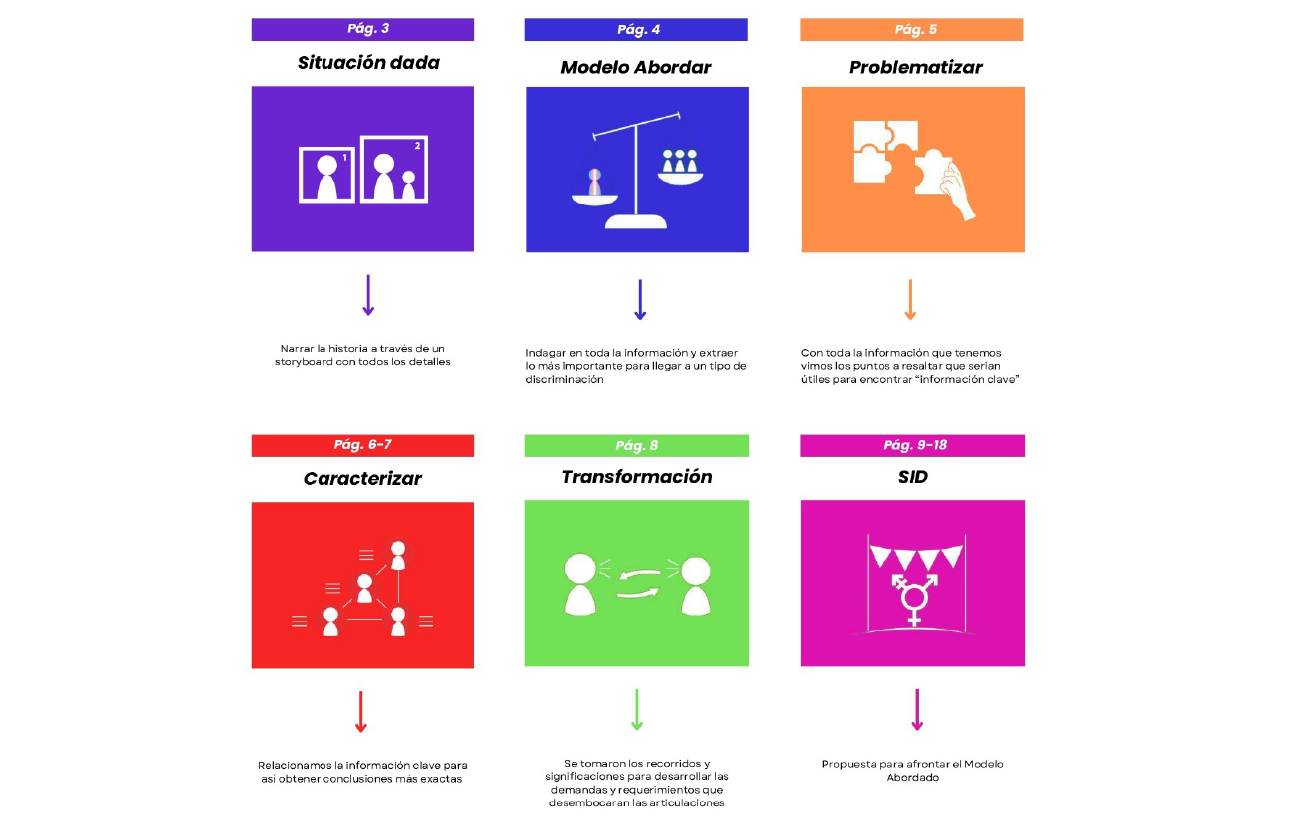 Pág. 3
Situación dada
1
2
Narrar la historia a través de un
storyboard con todos los detalles
Pág. 4
Modelo Abordar
Indagar en toda la información y extraer
lo más importante para llegar a un tipo de
discriminación
Pág. 5
Problematizar
Con toda la información que tenemos
vimos los puntos a resaltar que serian
útiles para encontrar “información clave”
Pág. 6-7
Caracterizar
Relacionamos la información clave para
así obtener conclusiones más exactas
Pág. 8
Transformación
Se tomaron los recorridos y
significaciones para desarrollar las
demandas y requerimientos que
desembocaran las articulaciones
Pág. 9-18
SID
Propuesta para afrontar el Modelo
Abordado